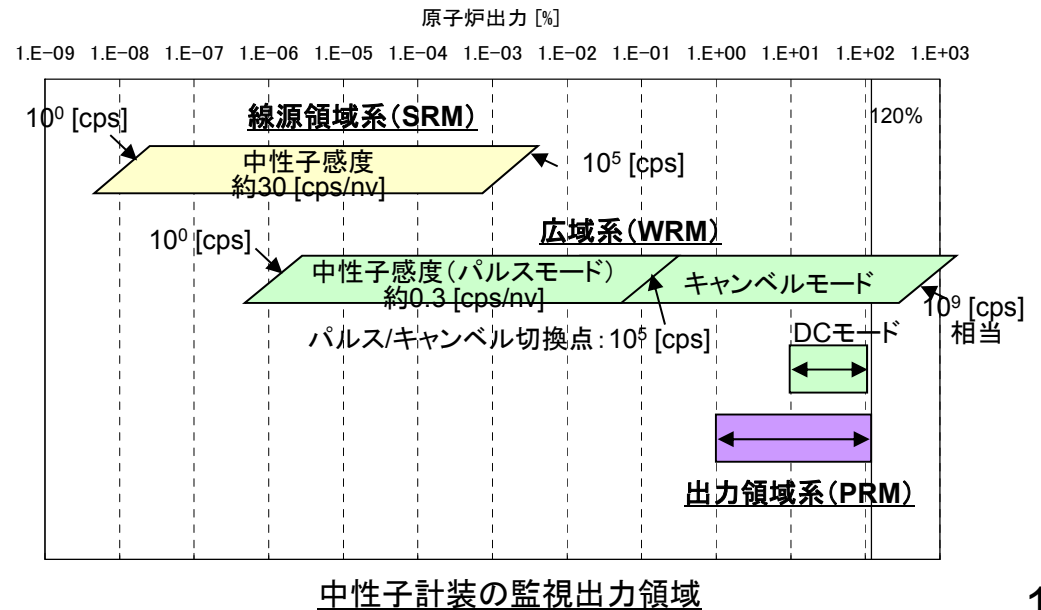 原子炉出力 [%]
1.E-09 1.E-08 1.E-07 1.E-06 1.E-05 1.E-04 1.E-03 1.E-02 1.E-01 1.E+00 1.E+01 1.E+02 1.E+03
120%
10⁰ [cps]
線源領域系(SRM)
中性子感度
約30 [cps/nv]
10⁵ [cps]
広域系(WRM)
10⁰ [cps]
中性子感度(パルスモード)
約0.3 [cps/nv]
キャンベルモード
10⁹ [cps]
相当
パルス/キャンベル切換点:10⁵ [cps]
DCモード
出力領域系(PRM)
中性子計装の監視出力領域
1